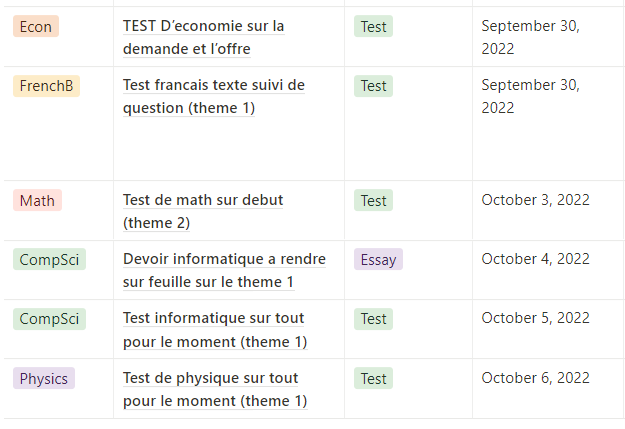 Econ
TEST D’economie sur la
demande et l’offre
Test
September 30,
2022
FrenchB
Test francais texte suivi de
question (theme 1)
Test
September 30,
2022
Math
Test de math sur debut
(theme 2)
Test
October 3, 2022
CompSci
Devoir informatique a rendre
sur feuille sur le theme 1
Essay
October 4, 2022
CompSci
Test informatique sur tout
pour le moment (theme 1)
Test
October 5, 2022
Physics
Test de physique sur tout
pour le moment (theme 1)
Test
October 6, 2022